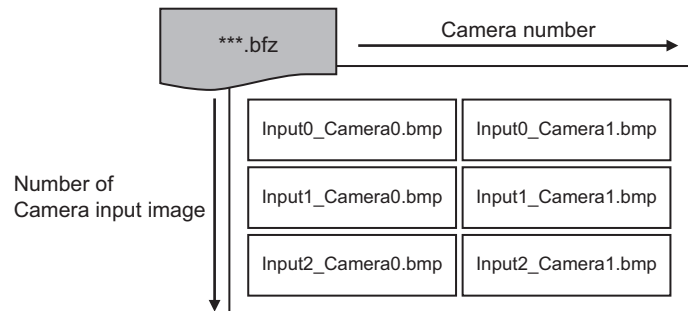 ***.bfz
Camera number
Number of
Camera input image
Input0_Camera0.bmp
Input0_Camera1.bmp
Input1_Camera0.bmp
Input1_Camera1.bmp
Input2_Camera0.bmp
Input2_Camera1.bmp